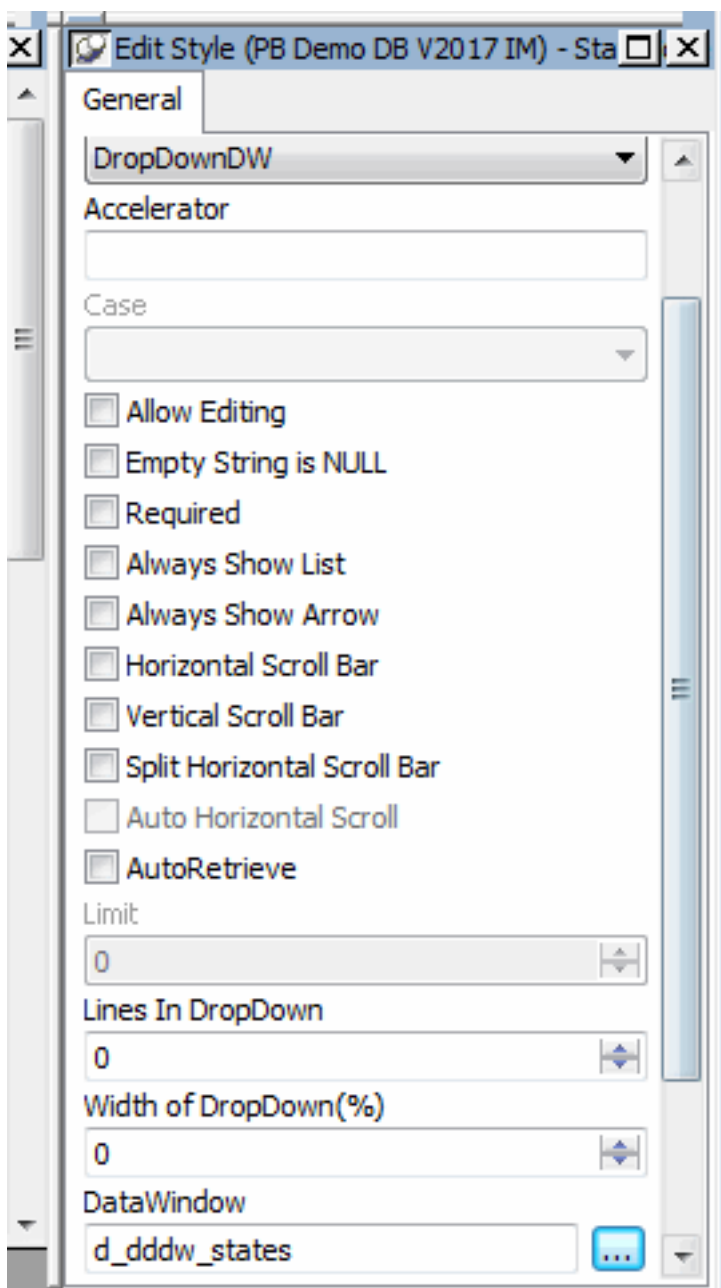 Edit Style (PB Demo DB V2017 IM) - Sta
General
DropDownDW
Accelerator
Case
Allow Editing
Empty String is NULL
Required
Always Show List
Always Show Arrow
Horizontal Scroll Bar
Vertical Scroll Bar
Split Horizontal Scroll Bar
Auto Horizontal Scroll
AutoRetrieve
Limit
0
Lines In DropDown
0
Width of DropDown(%)
0
DataWindow
d_dddw_states
...